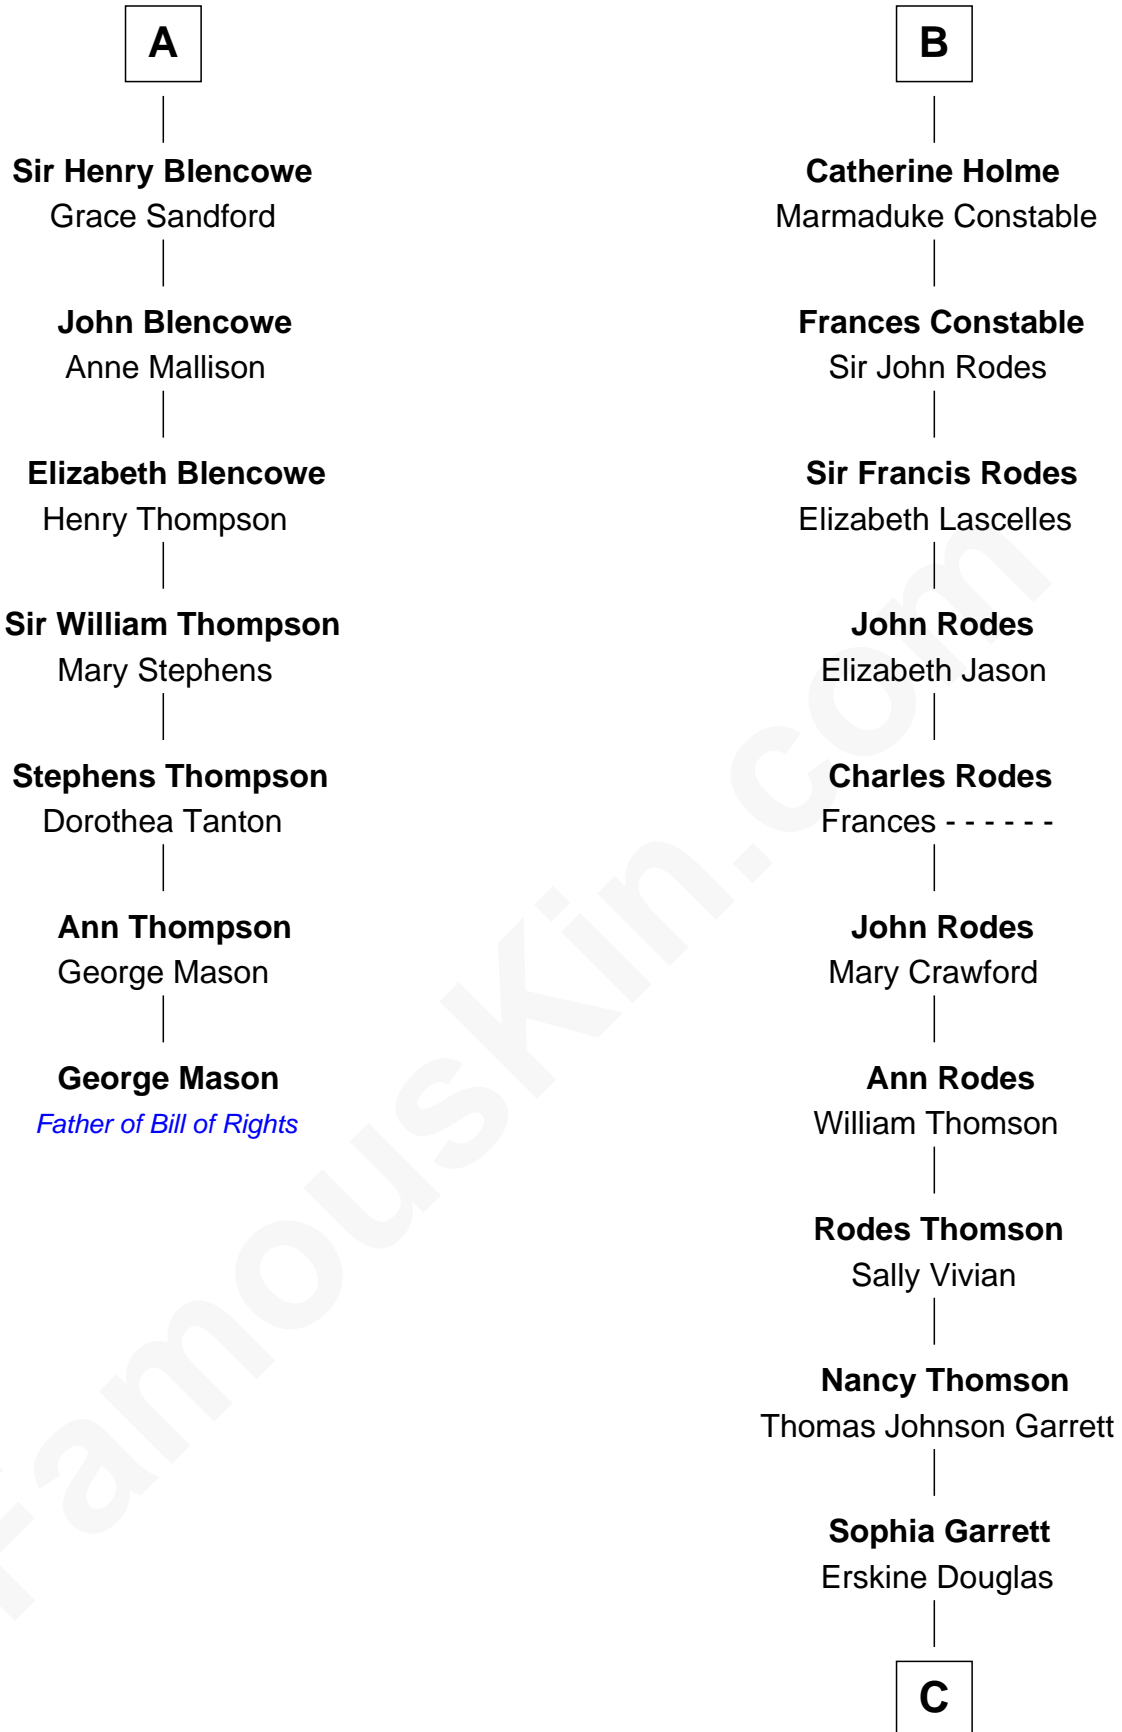 A
Sir Henry Blencowe
Grace Sandford
John Blencowe
Anne Mallison
Elizabeth Blencowe
Henry Thompson
Sir William Thompson
Mary Stephens
Stephens Thompson
Dorothea Tanton
Ann Thompson
George Mason
George Mason
Father of Bill of Rights
B
Catherine Holme
Marmaduke Constable
Frances Constable
Sir John Rodes
Sir Francis Rodes
Elizabeth Lascelles
John Rodes
Elizabeth Jason
Charles Rodes
Frances - - - - - -
John Rodes
Mary Crawford
Ann Rodes
William Thomson
Rodes Thomson
Sally Vivian
Nancy Thomson
Thomas Johnson Garrett
Sophia Garrett
Erskine Douglas
C
FamousKin.com